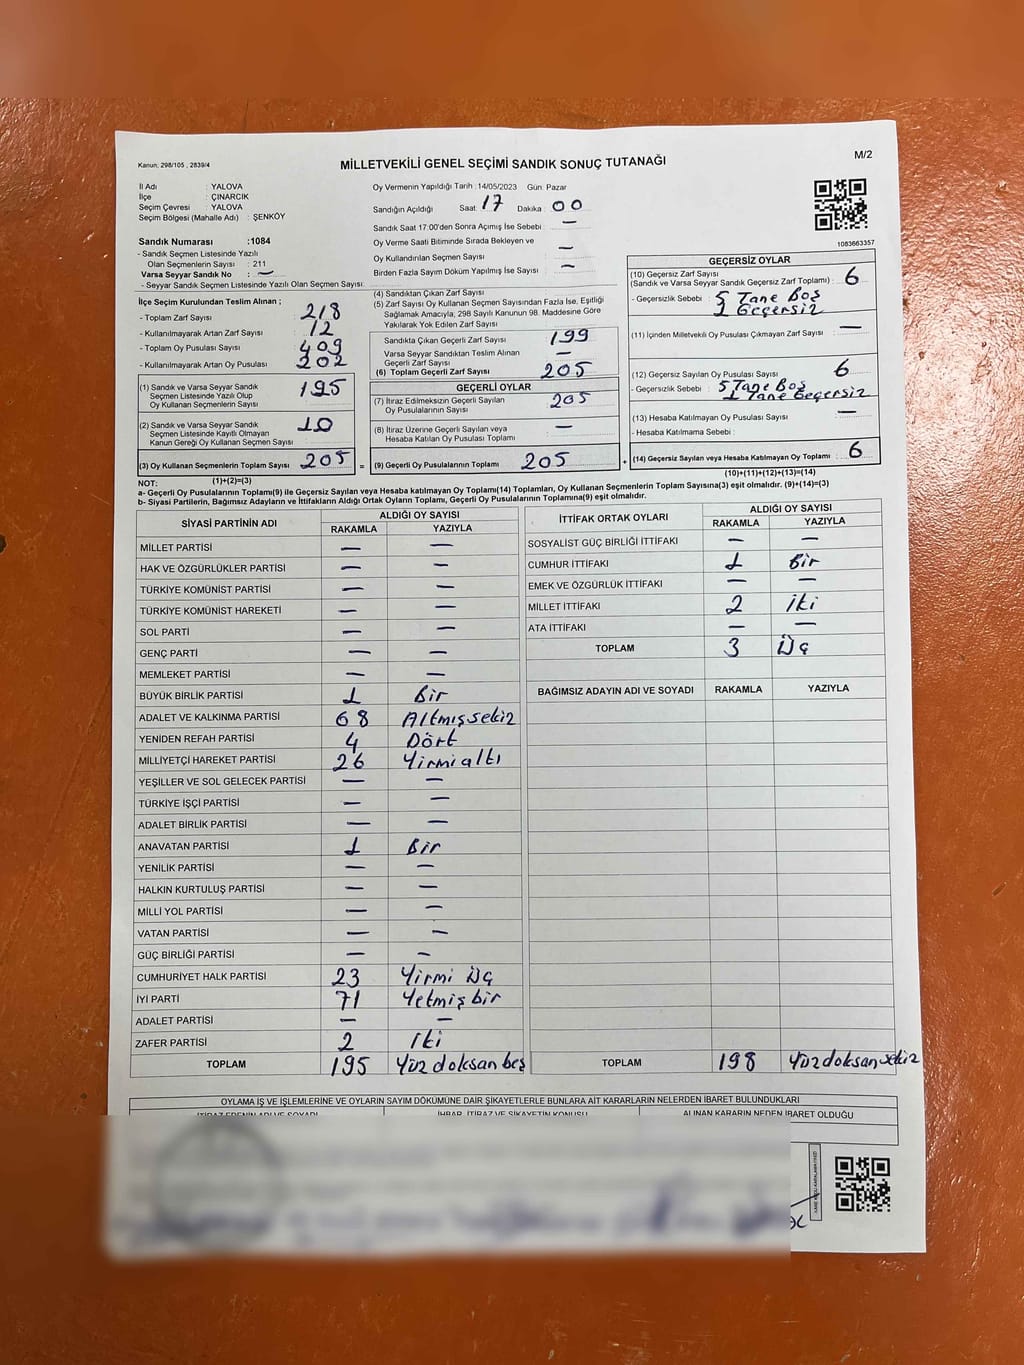 Kanun; 298/105 , 2839/4
MİLLETVEKİLİ GENEL SEÇİMİ SANDIK SONUÇ TUTANAĞI
M/2
İl Adı : YALOVA
İlçe : ÇINARCIK
Seçim Çevresi : YALOVA
Seçim Bölgesi (Mahalle Adı) : ŞENKÖY
Sandık Numarası :1084
- Sandık Seçmen Listesinde Yazılı
Olan Seçmenlerin Sayısı : 211
Varsa Seyyar Sandık No : —
- Seyyar Sandık Seçmen Listesinde Yazılı Olan Seçmen Sayısı:
Oy Vermenin Yapıldığı Tarih :14/05/2023 Gün: Pazar
Sandığın Açıldığı Saat: 17 Dakika: 00
Sandık Saat 17:00'den Sonra Açımış İse Sebebi : —
Oy Verme Saati Bitiminde Sırada Bekleyen ve
Oy Kullandırılan Seçmen Sayısı : —
Birden Fazla Sayım Döküm Yapılmış İse Sayısı : —
1083663357
İlçe Seçim Kurulundan Teslim Alınan ;
- Toplam Zarf Sayısı : 218
- Kullanılmayarak Artan Zarf Sayısı : 12
- Toplam Oy Pusulası Sayısı : 409
- Kullanılmayarak Artan Oy Pusulası : 202
(1) Sandık ve Varsa Seyyar Sandık
Seçmen Listesinde Yazılı Olup
Oy Kullanan Seçmenlerin Sayısı : 195
(2) Sandık ve Varsa Seyyar Sandık
Seçmen Listesinde Kayıtlı Olmayan
Kanun Gereği Oy Kullanan Seçmen Sayısı : 10
(3) Oy Kullanan Seçmenlerin Toplam Sayısı : 205
(1)+(2)=(3)
(4) Sandıktan Çıkan Zarf Sayısı :
(5) Zarf Sayısı Oy Kullanan Seçmen Sayısından Fazla İse, Eşitliği
Sağlamak Amacıyla, 298 Sayılı Kanunun 98. Maddesine Göre
Yakılarak Yok Edilen Zarf Sayısı :
Sandıkta Çıkan Geçerli Zarf Sayısı : 199
Varsa Seyyar Sandıktan Teslim Alınan
Geçerli Zarf Sayısı : —
(6) Toplam Geçerli Zarf Sayısı : 205
GEÇERLİ OYLAR
(7) İtiraz Edilmeksizin Geçerli Sayılan
Oy Pusulalarının Sayısı : 205
(8) İtiraz Üzerine Geçerli Sayılan veya
Hesaba Katılan Oy Pusulası Toplamı : —
= (9) Geçerli Oy Pusulalarının Toplamı : 205 +
GEÇERSİZ OYLAR
(10) Geçersiz Zarf Sayısı
(Sandık ve Varsa Seyyar Sandık Geçersiz Zarf Toplamı) : 6
- Geçersizlik Sebebi : 5 Tane Boş
1 Geçersiz
(11) İçinden Milletvekili Oy Pusulası Çıkmayan Zarf Sayısı : —
(12) Geçersiz Sayılan Oy Pusulası Sayısı : 6
- Geçersizlik Sebebi : 5 Tane Boş
1 Tane Geçersiz
(13) Hesaba Katılmayan Oy Pusulası Sayısı : —
- Hesaba Katılmama Sebebi :
(14) Geçersiz Sayılan veya Hesaba Katılmayan Oy Toplamı : 6
(10)+(11)+(12)+(13)=(14)
NOT:
a- Geçerli Oy Pusulalarının Toplamı(9) ile Geçersiz Sayılan veya Hesaba katılmayan Oy Toplamı(14) Toplamları, Oy Kullanan Seçmenlerin Toplam Sayısına(3) eşit olmalıdır. (9)+(14)=(3)
b- Siyasi Partilerin, Bağımsız Adayların ve İttifakların Aldığı Ortak Oyların Toplamı, Geçerli Oy Pusulalarının Toplamına(9) eşit olmalıdır.
SİYASİ PARTİNİN ADI ALDIĞI OY SAYISI
RAKAMLA YAZIYLA
MİLLET PARTİSİ — —
HAK VE ÖZGÜRLÜKLER PARTİSİ — —
TÜRKİYE KOMÜNİST PARTİSİ — —
TÜRKİYE KOMÜNİST HAREKETİ — —
SOL PARTİ — —
GENÇ PARTİ — —
MEMLEKET PARTİSİ — —
BÜYÜK BİRLİK PARTİSİ 1 Bir
ADALET VE KALKINMA PARTİSİ 68 Altmışsekiz
YENİDEN REFAH PARTİSİ 4 Dört
MİLLİYETÇİ HAREKET PARTİSİ 26 Yirmialtı
YEŞİLLER VE SOL GELECEK PARTİSİ — —
TÜRKİYE İŞÇİ PARTİSİ — —
ADALET BİRLİK PARTİSİ — —
ANAVATAN PARTİSİ 1 Bir
YENİLİK PARTİSİ — —
HALKIN KURTULUŞ PARTİSİ — —
MİLLİ YOL PARTİSİ — —
VATAN PARTİSİ — —
GÜÇ BİRLİĞİ PARTİSİ — —
CUMHURİYET HALK PARTİSİ 23 Yirmi Üç
İYİ PARTİ 71 Yetmişbir
ADALET PARTİSİ — —
ZAFER PARTİSİ 2 İki
TOPLAM 195 Yüzdoksanbeş
İTTİFAK ORTAK OYLARI ALDIĞI OY SAYISI
RAKAMLA YAZIYLA
SOSYALİST GÜÇ BİRLİĞİ İTTİFAKI — —
CUMHUR İTTİFAKI 1 Bir
EMEK VE ÖZGÜRLÜK İTTİFAKI — —
MİLLET İTTİFAKI 2 İki
ATA İTTİFAKI — —
TOPLAM 3 Üç
BAĞIMSIZ ADAYIN ADI VE SOYADI RAKAMLA YAZIYLA
TOPLAM 198 Yüzdoksansekiz
OYLAMA İŞ VE İŞLEMLERİNE VE OYLARIN SAYIM DÖKÜMÜNE DAİR ŞİKAYETLERLE BUNLARA AİT KARARLARIN NELERDEN İBARET BULUNDUKLARI
İTİRAZ EDENİN ADI VE SOYADI İHBAR, İTİRAZ VE ŞİKAYETİN KONUSU ALINAN KARARIN NEDEN İBARET OLDUĞU